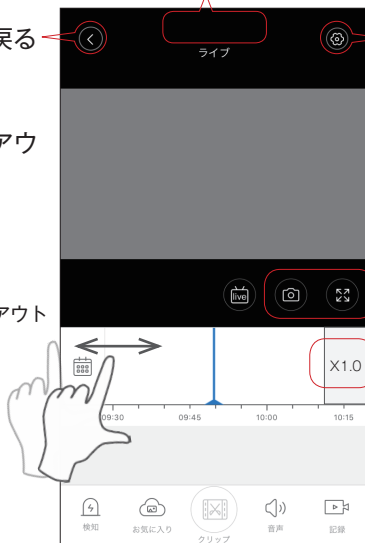 戻る
ライブ
アウ
live
アウト
X1.0
09:30
09:45
10:00
10:15
検知
お気に入り
クリップ
音声
記録